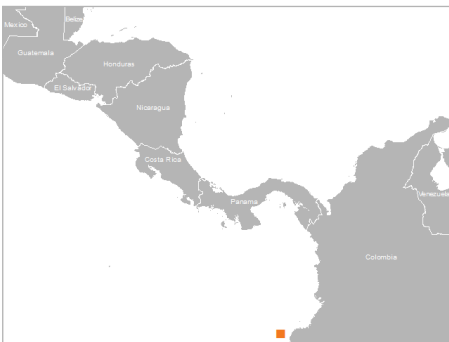 Mexico
Belize
Guatemala
Honduras
El Salvador
Nicaragua
Costa Rica
Panama
Venezuela
Colombia